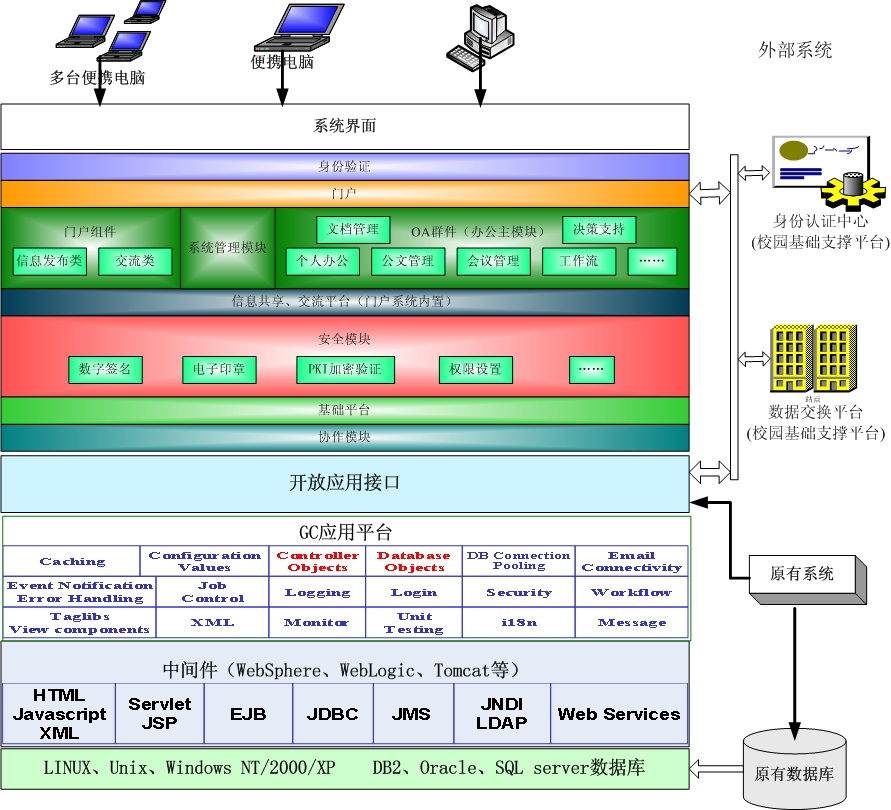 多台便携电脑
便携电脑
外部系统
系统界面
身份验证
门户
门户组件
信息发布类
交流类
系统管理模块
文档管理
OA群件（办公主模块）
决策支持
个人办公
公文管理
会议管理
工作流
……
信息共享、交流平台（门户系统内置）
安全模块
数字签名
电子印章
PKI加密验证
权限设置
……
基础平台
协作模块
身份认证中心
(校园基础支撑平台)
站点
数据交换平台
(校园基础支撑平台)
开放应用接口
GC应用平台
Caching
Configuration
Values
Controller
Objects
Database
Objects
DB Connection
Pooling
Email
Connectivity
Event Notification
Error Handling
Job
Control
Logging
Login
Security
Workflow
Taglibs
View components
XML
Monitor
Unit
Testing
i18n
Message
原有系统
中间件（WebSphere、WebLogic、Tomcat等）
HTML
Javascript
XML
Servlet
JSP
EJB
JDBC
JMS
JNDI
LDAP
Web Services
LINUX、Unix、Windows NT/2000/XP DB2、Oracle、SQL server数据库
原有数据库